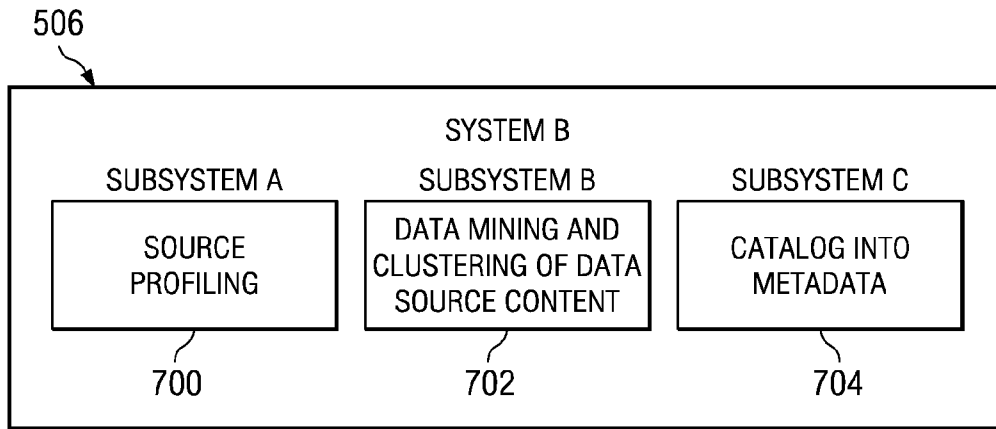 506
SYSTEM B
SUBSYSTEM A
SOURCE
PROFILING
700
SUBSYSTEM B
DATA MINING AND
CLUSTERING OF DATA
SOURCE CONTENT
702
SUBSYSTEM C
CATALOG INTO
METADATA
704